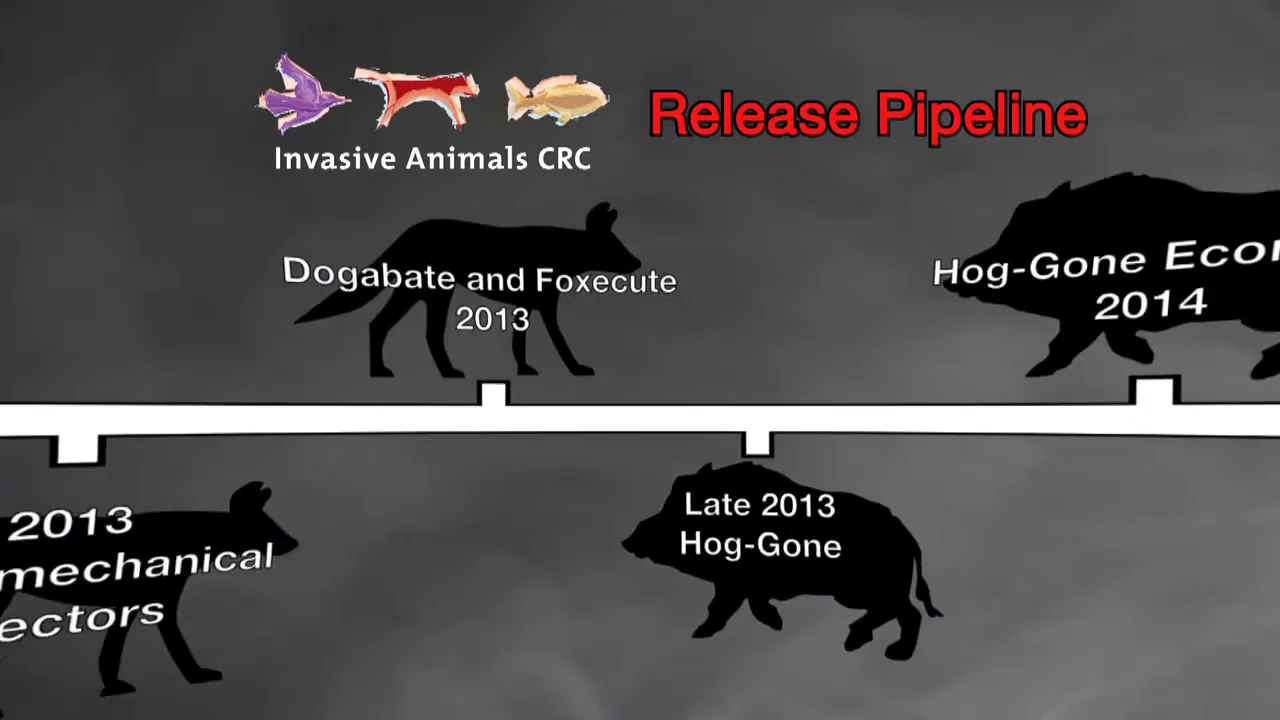 Invasive Animals CRC
Release Pipeline
Dogabate and Foxecute
2013
Hog-Gone
2014
2013
mechanical
Late 2013
Hog-Gone